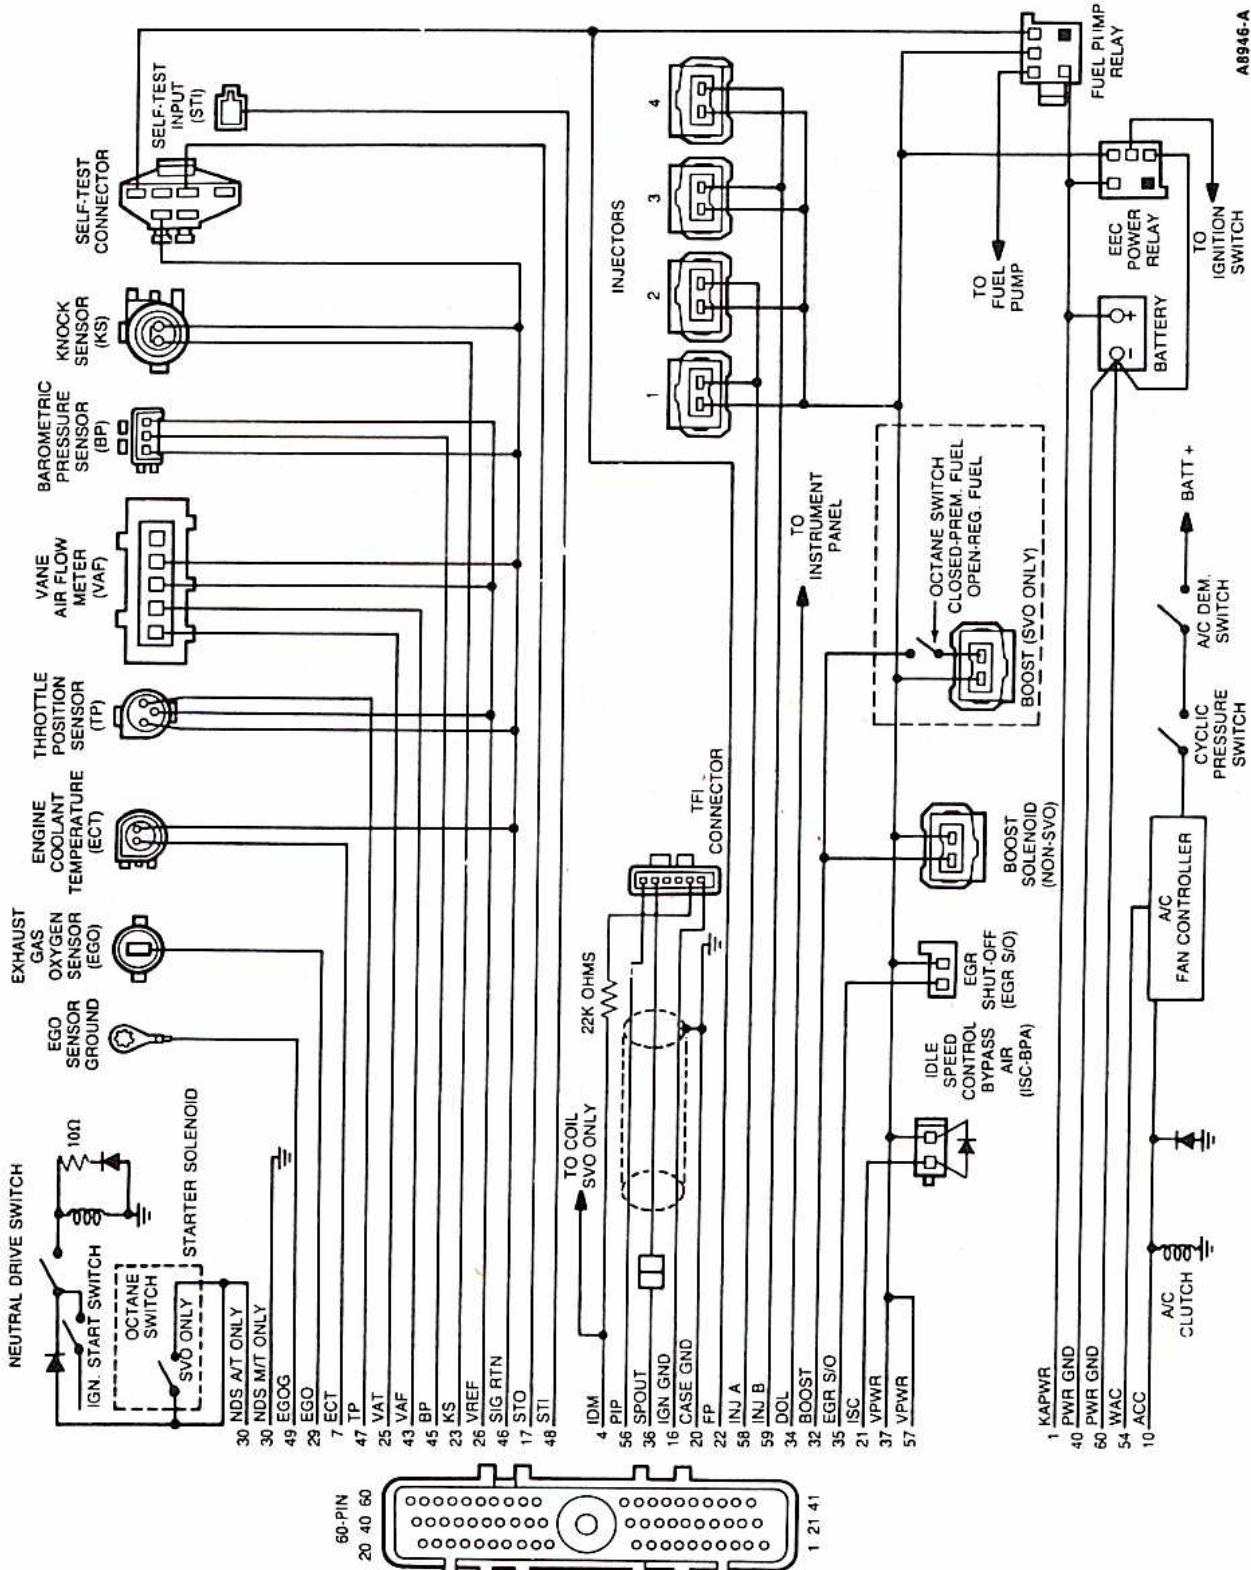 A8946-A
NEUTRAL DRIVE SWITCH
IGN. START SWITCH
OCTANE
SWITCH
SVO ONLY
10Ω
STARTER SOLENOID
EGO
SENSOR
GROUND
EXHAUST
GAS
OXYGEN
SENSOR
(EGO)
ENGINE
COOLANT
TEMPERATURE
(ECT)
THROTTLE
POSITION
SENSOR
(TP)
VANE
AIR FLOW
METER
(VAF)
BAROMETRIC
PRESSURE
SENSOR
(BP)
KNOCK
SENSOR
(KS)
SELF-TEST
CONNECTOR
SELF-TEST
INPUT
(STI)
60-PIN
20 40 60
1 21 41
30 NDS A/T ONLY
30 NDS M/T ONLY
49 EGOG
29 EGO
7 ECT
47 TP
25 VAT
43 VAF
45 BP
23 KS
26 VREF
46 SIG RTN
17 STO
48 STI
4 IDM
56 PIP
36 SPOUT
16 IGN GND
20 CASE GND
22 FP
58 INJ A
59 INJ B
34 DOL
32 BOOST
35 EGR S/O
21 ISC
37 VPWR
57 VPWR
1 KAPWR
40 PWR GND
60 PWR GND
54 WAC
10 ACC
TO COIL
SVO ONLY
22K OHMS
TFI
CONNECTOR
INJECTORS
1
2
3
4
TO
INSTRUMENT
PANEL
OCTANE SWITCH
CLOSED-PREM. FUEL
OPEN-REG. FUEL
BOOST (SVO ONLY)
BOOST
SOLENOID
(NON-SVO)
EGR
SHUT-OFF
(EGR S/O)
IDLE
SPEED
CONTROL
BYPASS
AIR
(ISC-BPA)
TO
FUEL
PUMP
FUEL PUMP
RELAY
EEC
POWER
RELAY
TO
IGNITION
SWITCH
- +
BATTERY
A/C
CLUTCH
A/C
FAN CONTROLLER
CYCLIC
PRESSURE
SWITCH
A/C DEM.
SWITCH
BATT +